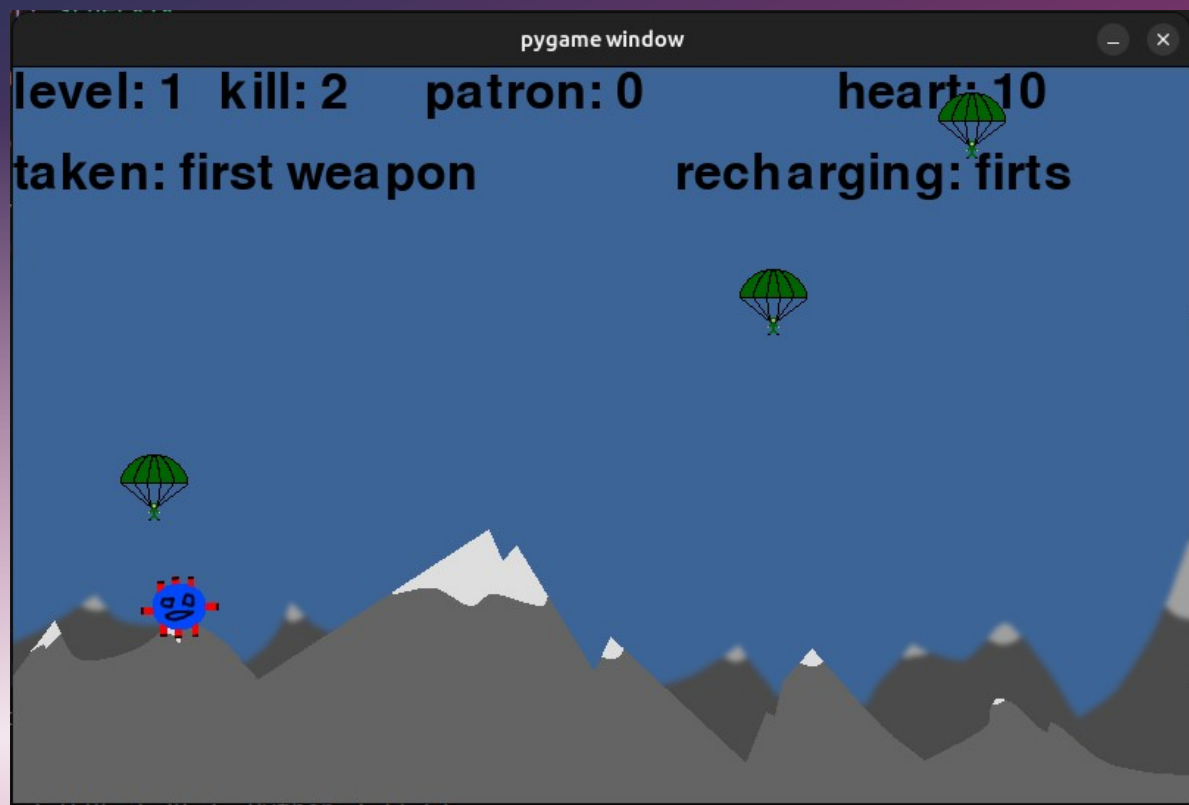 pygame window
level: 1 kill: 2 patron: 0 heart: 10
taken: first weapon recharging: firts